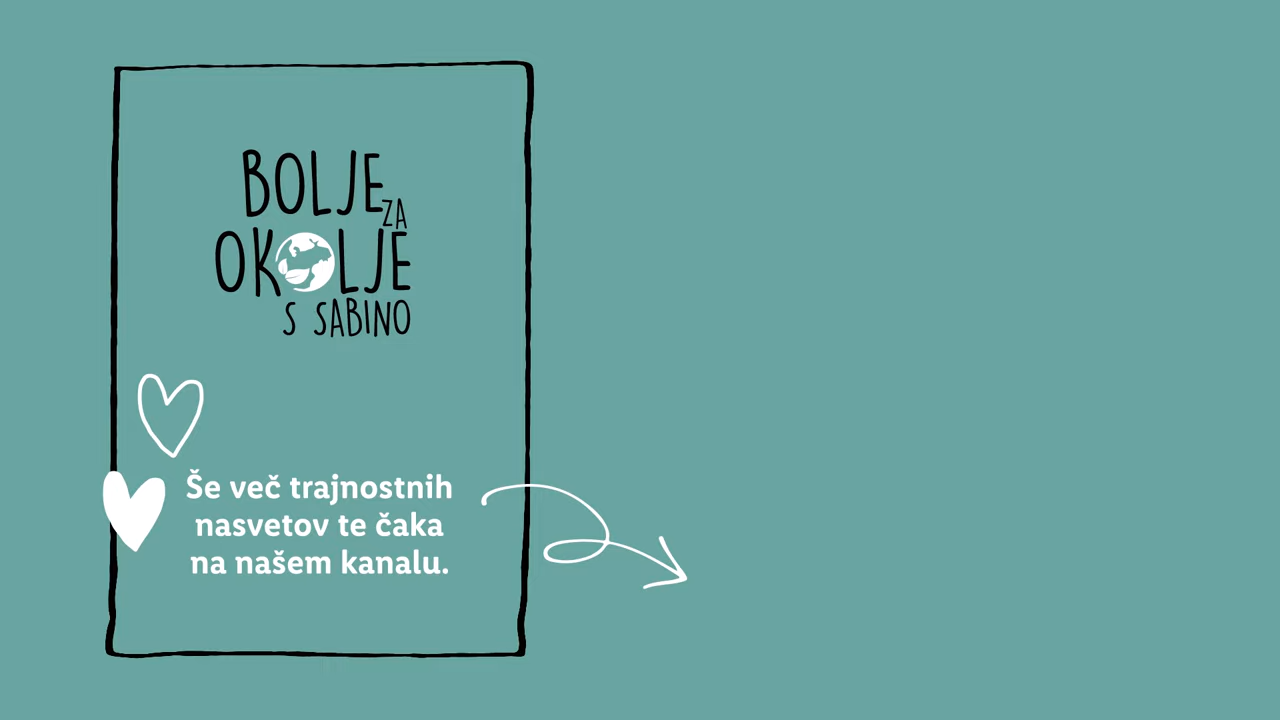 BOLJE ZA
OKOLJE
S SABINO
Še več trajnostnih
nasvetov te čaka
na našem kanalu.